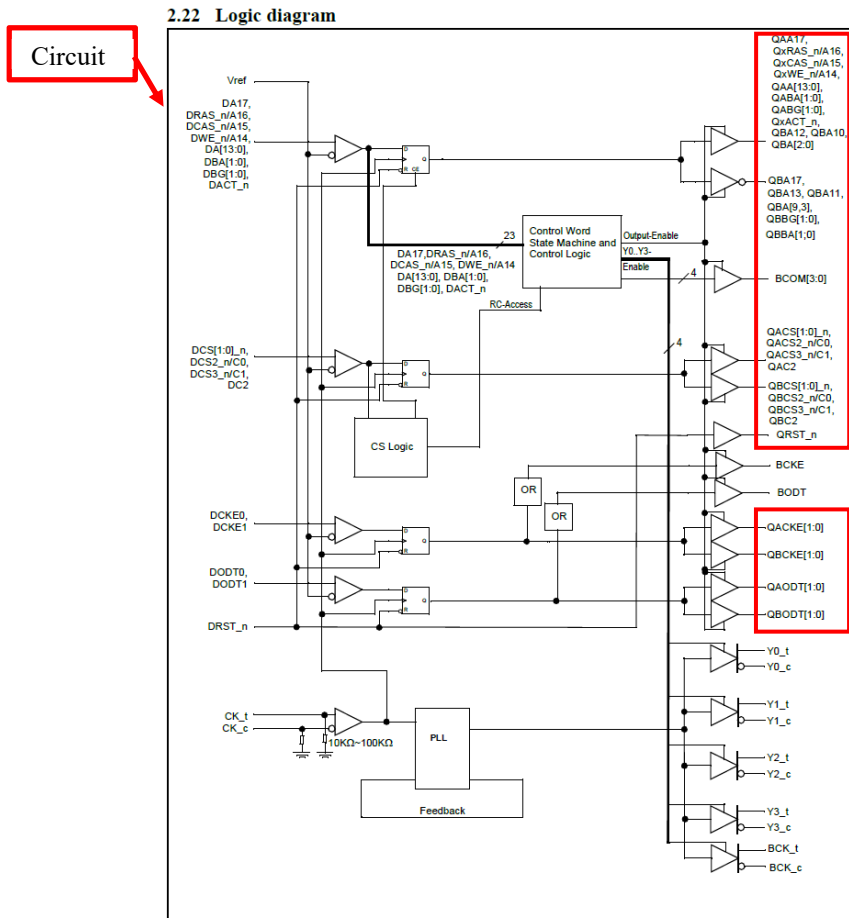 2.22 Logic diagram
Circuit
Vref
DA17,
DRAS_n/A16,
DCAS_n/A15,
DWE_n/A14,
DA[13:0],
DBA[1:0],
DBG[1:0],
DACT_n
D
Q
R CE
QAA17,
QxRAS_n/A16,
QxCAS_n/A15,
QxWE_n/A14,
QAA[13:0],
QABA[1:0],
QABG[1:0],
QxACT_n,
QBA12, QBA10,
QBA[2:0]
QBA17,
QBA13, QBA11,
QBA[9,3],
QBBG[1:0],
QBBA[1;0]
23
DA17,DRAS_n/A16,
DCAS_n/A15, DWE_n/A14
DA[13:0], DBA[1:0],
DBG[1:0], DACT_n
Control Word
State Machine and
Control Logic
Output-Enable
Y0..Y3-
Enable
4
BCOM[3:0]
RC-Access
4
DCS[1:0]_n,
DCS2_n/C0,
DCS3_n/C1,
DC2
D
Q
R
QACS[1:0]_n,
QACS2_n/C0,
QACS3_n/C1,
QAC2
QBCS[1:0]_n,
QBCS2_n/C0,
QBCS3_n/C1,
QBC2
CS Logic
QRST_n
BCKE
OR
BODT
OR
DCKE0,
DCKE1
D
Q
R
QACKE[1:0]
QBCKE[1:0]
DODT0,
DODT1
D
Q
R
QAODT[1:0]
QBODT[1:0]
DRST_n
Y0_t
Y0_c
CK_t
CK_c
10KΩ~100KΩ
PLL
Feedback
Y1_t
Y1_c
Y2_t
Y2_c
Y3_t
Y3_c
BCK_t
BCK_c